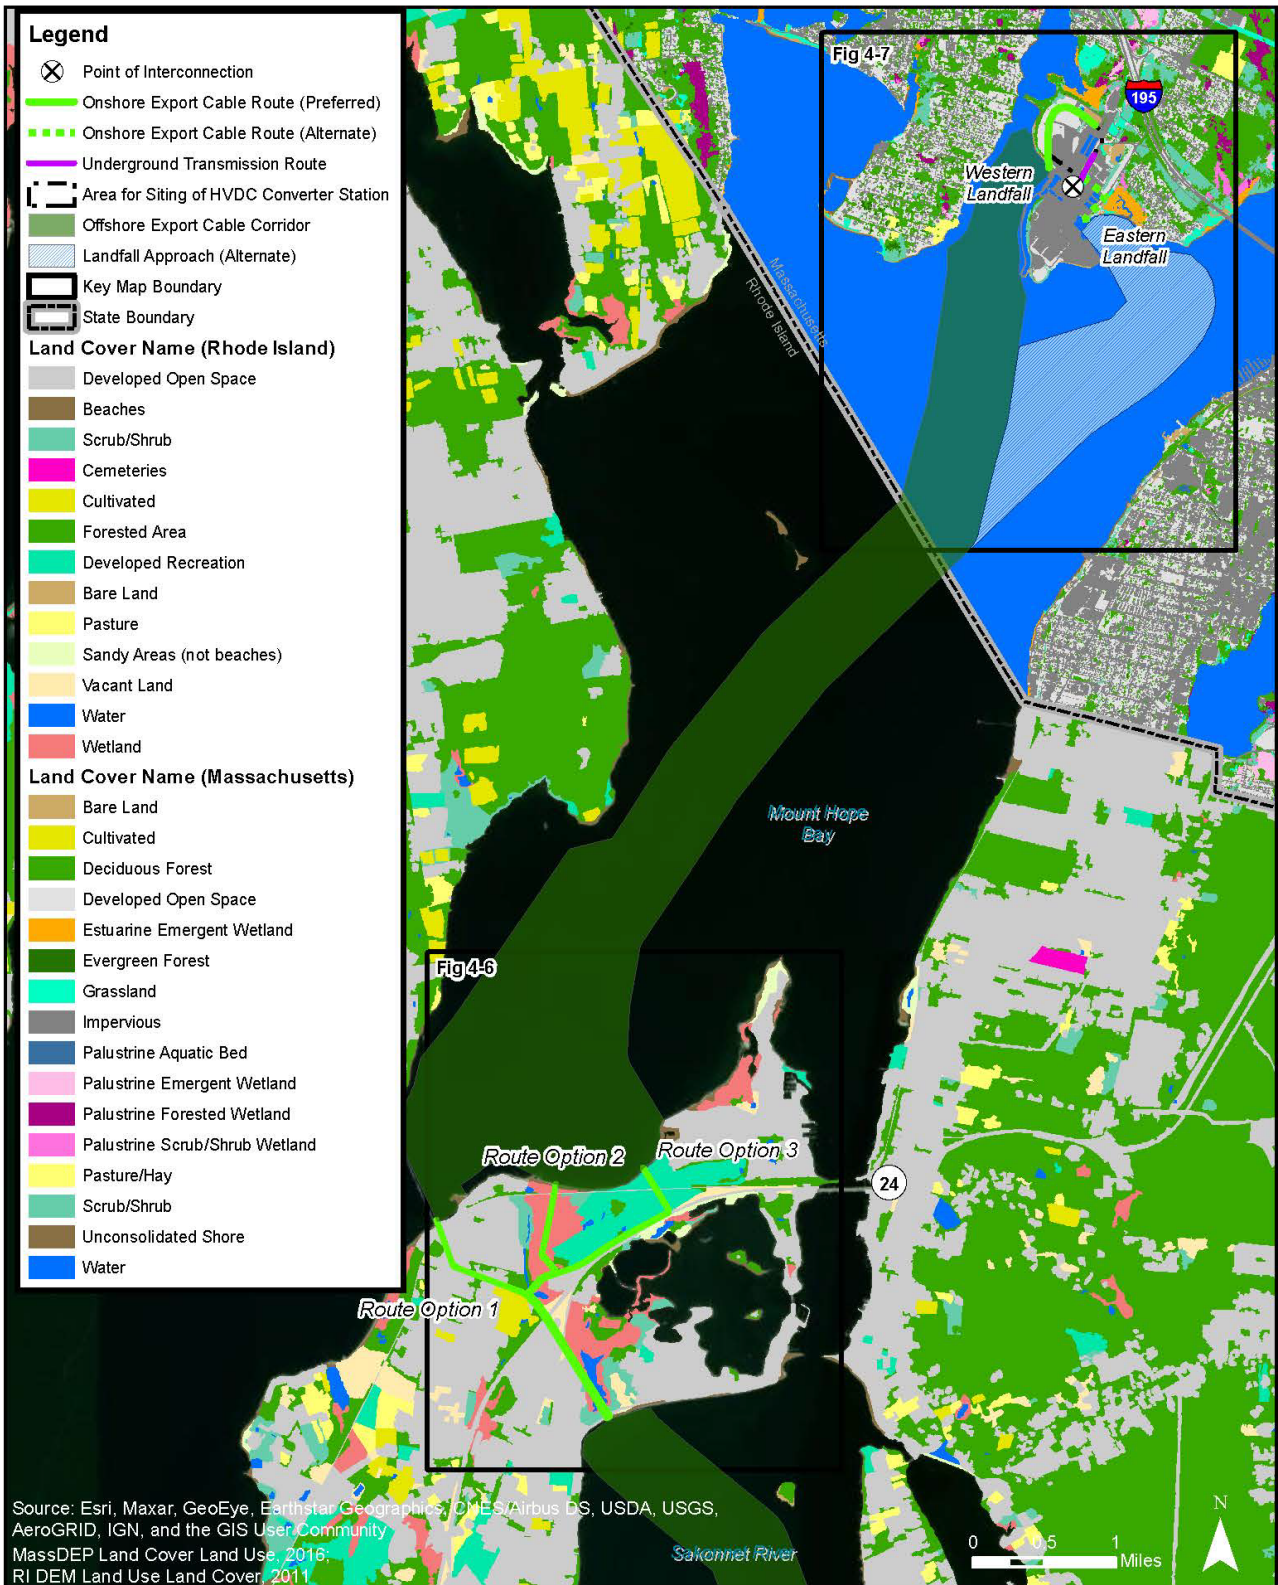 Legend
Point of Interconnection
Onshore Export Cable Route (Preferred)
Onshore Export Cable Route (Alternate)
Underground Transmission Route
Area for Siting of HVDC Converter Station
Offshore Export Cable Corridor
Landfall Approach (Alternate)
Key Map Boundary
State Boundary
Land Cover Name (Rhode Island)
Developed Open Space
Beaches
Scrub/Shrub
Cemeteries
Cultivated
Forested Area
Developed Recreation
Bare Land
Pasture
Sandy Areas (not beaches)
Vacant Land
Water
Wetland
Land Cover Name (Massachusetts)
Bare Land
Cultivated
Deciduous Forest
Developed Open Space
Estuarine Emergent Wetland
Evergreen Forest
Grassland
Impervious
Palustrine Aquatic Bed
Palustrine Emergent Wetland
Palustrine Forested Wetland
Palustrine Scrub/Shrub Wetland
Pasture/Hay
Scrub/Shrub
Unconsolidated Shore
Water
Fig 4-7
195
Western
Landfall
Eastern
Landfall
Massachusetts
Rhode Island
Mount Hope
Bay
Fig 4-6
Route Option 2
Route Option 3
24
Route Option 1
Sakonnet River
Source: Esri, Maxar, GeoEye, Earthstar Geographics, CNES/Airbus DS, USDA, USGS,
AeroGRID, IGN, and the GIS User Community
MassDEP Land Cover Land Use, 2016;
RI DEM Land Use Land Cover, 2011
N
0 0.5 1
Miles